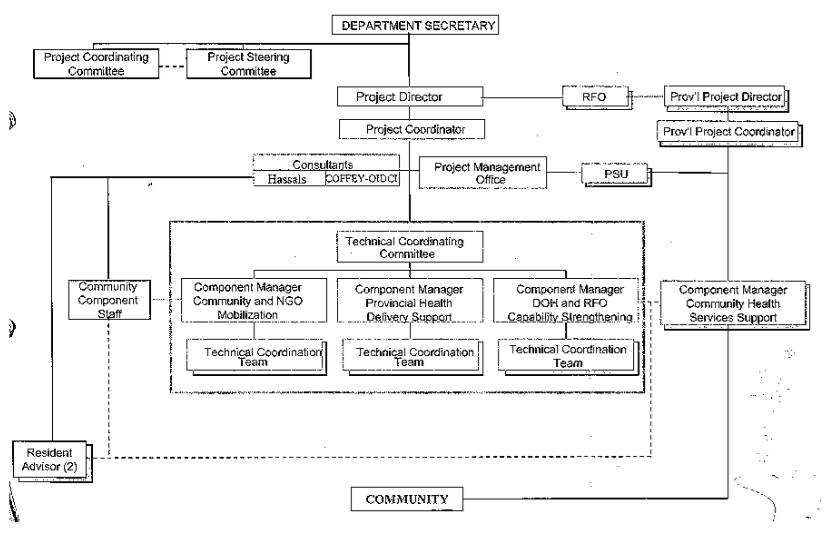 DEPARTMENT SECRETARY
Project Coordinating
Committee
Project Steering
Committee
Project Director
RFO
Prov'l Project Director
Project Coordinator
Prov'l Project Coordinator
Consultants
Hassals
Project Management
Office
PSU
Technical Coordinating
Committee
Community
Component
Staff
Component Manager
Community and NGO
Mobilization
Component Manager
Provincial Health
Delivery Support
Component Manager
DOH and RFO
Capability Strengthening
Component Manager
Community Health
Services Support
Technical Coordination
Team
Technical Coordination
Team
Technical Coordination
Team
Resident
Advisor (2)
COMMUNITY